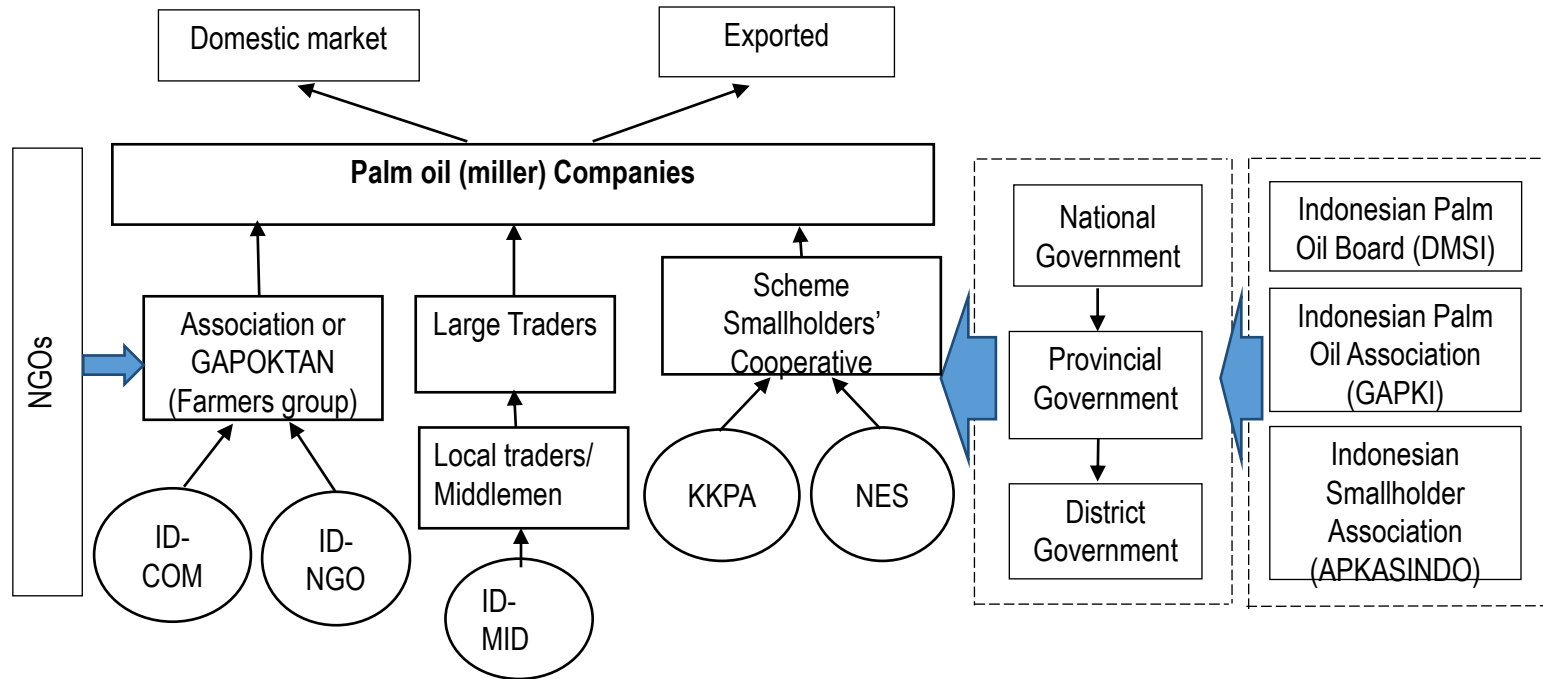 Domestic market
Exported
NGOs
Palm oil (miller) Companies
Association or
GAPOKTAN
(Farmers group)
Large Traders
Scheme
Smallholders’
Cooperative
Local traders/
Middlemen
ID-
COM
ID-
NGO
ID-
MID
KKPA
NES
National
Government
Provincial
Government
District
Government
Indonesian Palm
Oil Board (DMSI)
Indonesian Palm
Oil Association
(GAPKI)
Indonesian
Smallholder
Association
(APKASINDO)